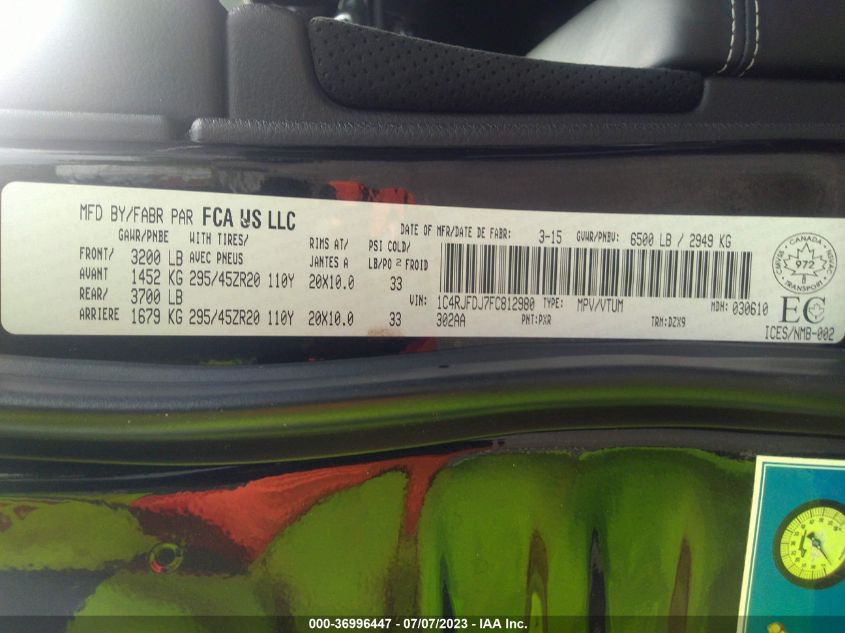 MFD BY/FABR PAR FCA US LLC
DATE OF MFR/DATE DE FABR: 3-15 GVWR/PNBV: 6500 LB / 2949 KG
GAWR/PNBE WITH TIRES/ RIMS AT/ PSI COLD/
FRONT/ 3200 LB AVEC PNEUS JANTES A LB/PO 2 FROID
AVANT 1452 KG 295/45ZR20 110Y 20X10.0 33
REAR/ 3700 LB
ARRIERE 1679 KG 295/45ZR20 110Y 20X10.0 33
VIN: 1C4RJFDJ7FC812980 TYPE: MPV/VTUM MDH: 030610
302AA PNT:PXR TRM:DZX9
CANADA
972
TRANSPORT
EC
ICES/NMB-002
000-36996447 - 07/07/2023 - IAA Inc.